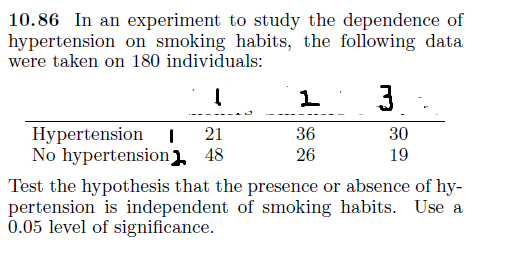 10.86 In an experiment to study the dependence of
hypertension on smoking habits, the following data
were taken on 180 individuals:
1 2 3
Hypertension 1 21 36 30
No hypertension 2 48 26 19
Test the hypothesis that the presence or absence of hy-
pertension is independent of smoking habits. Use a
0.05 level of significance.